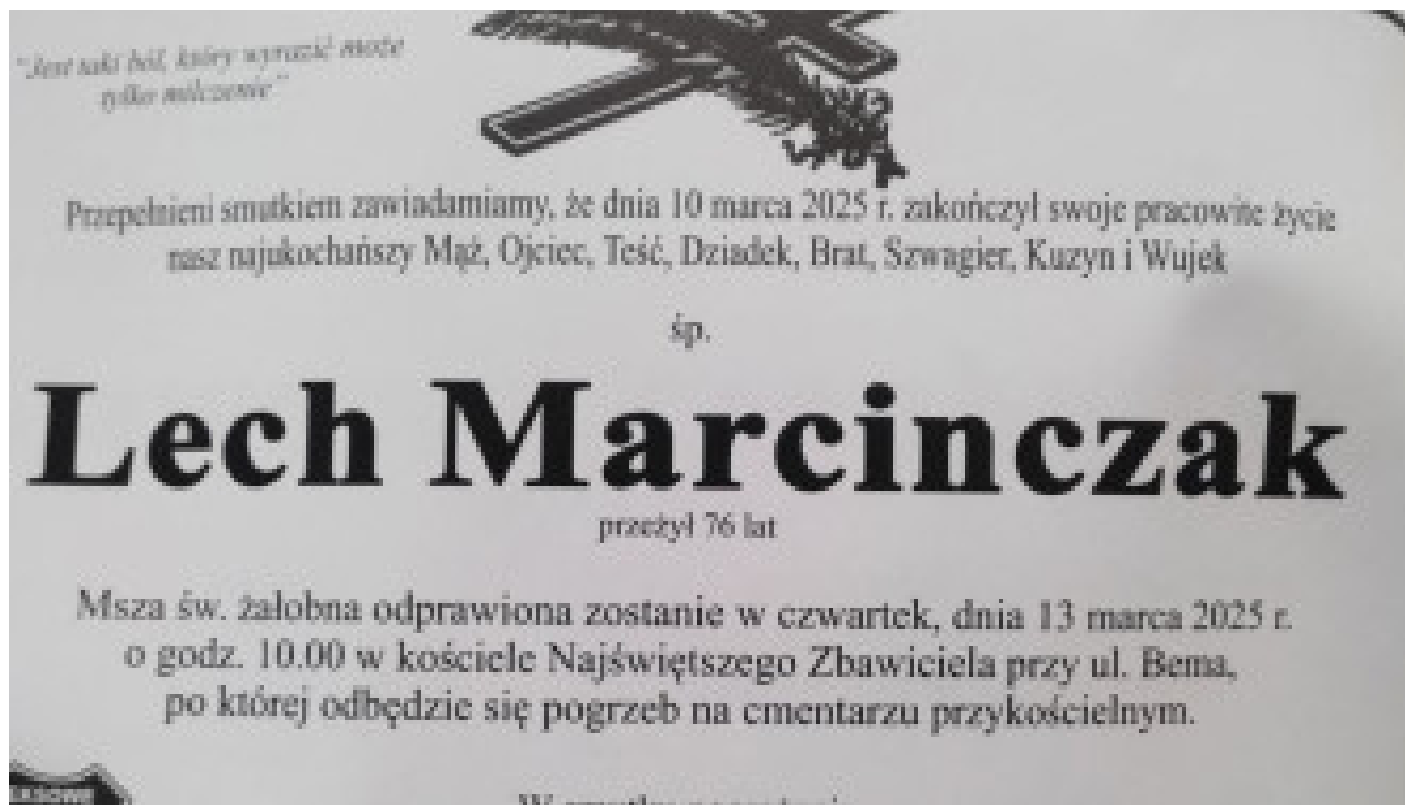 "Jest taki ból, który wyrazić może
tylko milczenie"
Przepełnieni smutkiem zawiadamiamy, że dnia 10 marca 2025 r. zakończył swoje pracowite życie
nasz najukochańszy Mąż, Ojciec, Teść, Dziadek, Brat, Szwagier, Kuzyn i Wujek
śp.
Lech Marcinczak
przeżył 76 lat
Msza św. żałobna odprawiona zostanie w czwartek, dnia 13 marca 2025 r.
o godz. 10.00 w kościele Najświętszego Zbawiciela przy ul. Bema,
po której odbędzie się pogrzeb na cmentarzu przykościelnym.